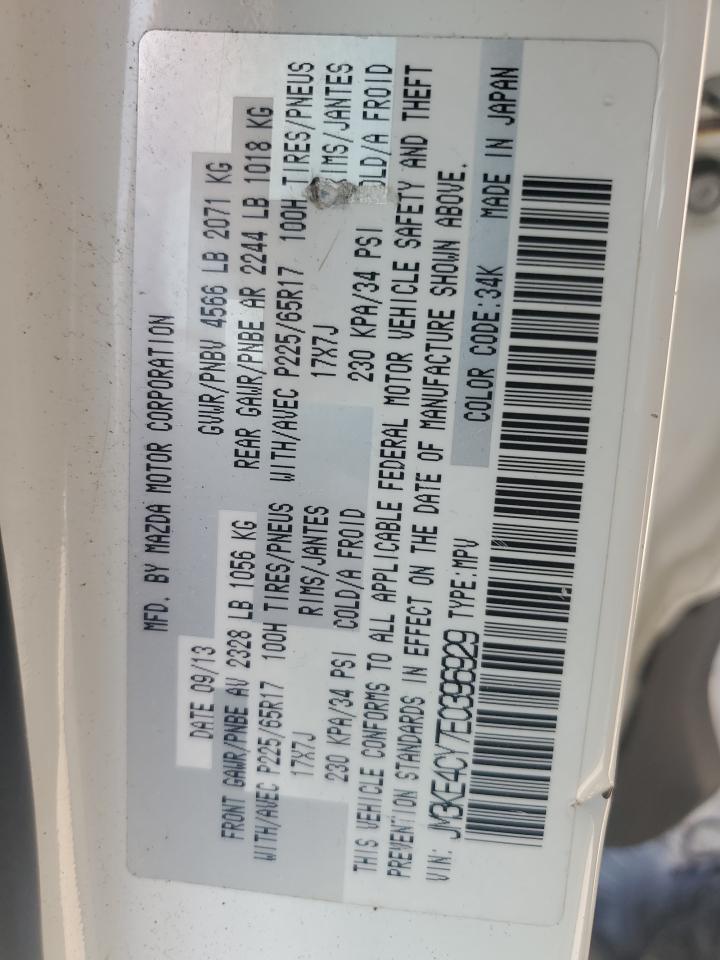 MFD. BY MAZDA MOTOR CORPORATION
DATE 09/13 GVWR/PNBV 4566 LB 2071 KG
FRONT GAWR/PNBE AV 2328 LB 1056 KG REAR GAWR/PNBE AR 2244 LB 1018 KG
WITH/AVEC P225/65R17 100H TIRES/PNEUS WITH/AVEC P225/65R17 100H TIRES/PNEUS
17X7J RIMS/JANTES 17X7J IMS/JANTES
230 KPA/34 PSI COLD/A FROID 230 KPA/34 PSI OLD/A FROID
THIS VEHICLE CONFORMS TO ALL APPLICABLE FEDERAL MOTOR VEHICLE SAFETY AND THEFT
PREVENTION STANDARDS IN EFFECT ON THE DATE OF MANUFACTURE SHOWN ABOVE.
VIN: JM3KE4CY7E0396929 TYPE:MPV COLOR CODE:34K MADE IN JAPAN